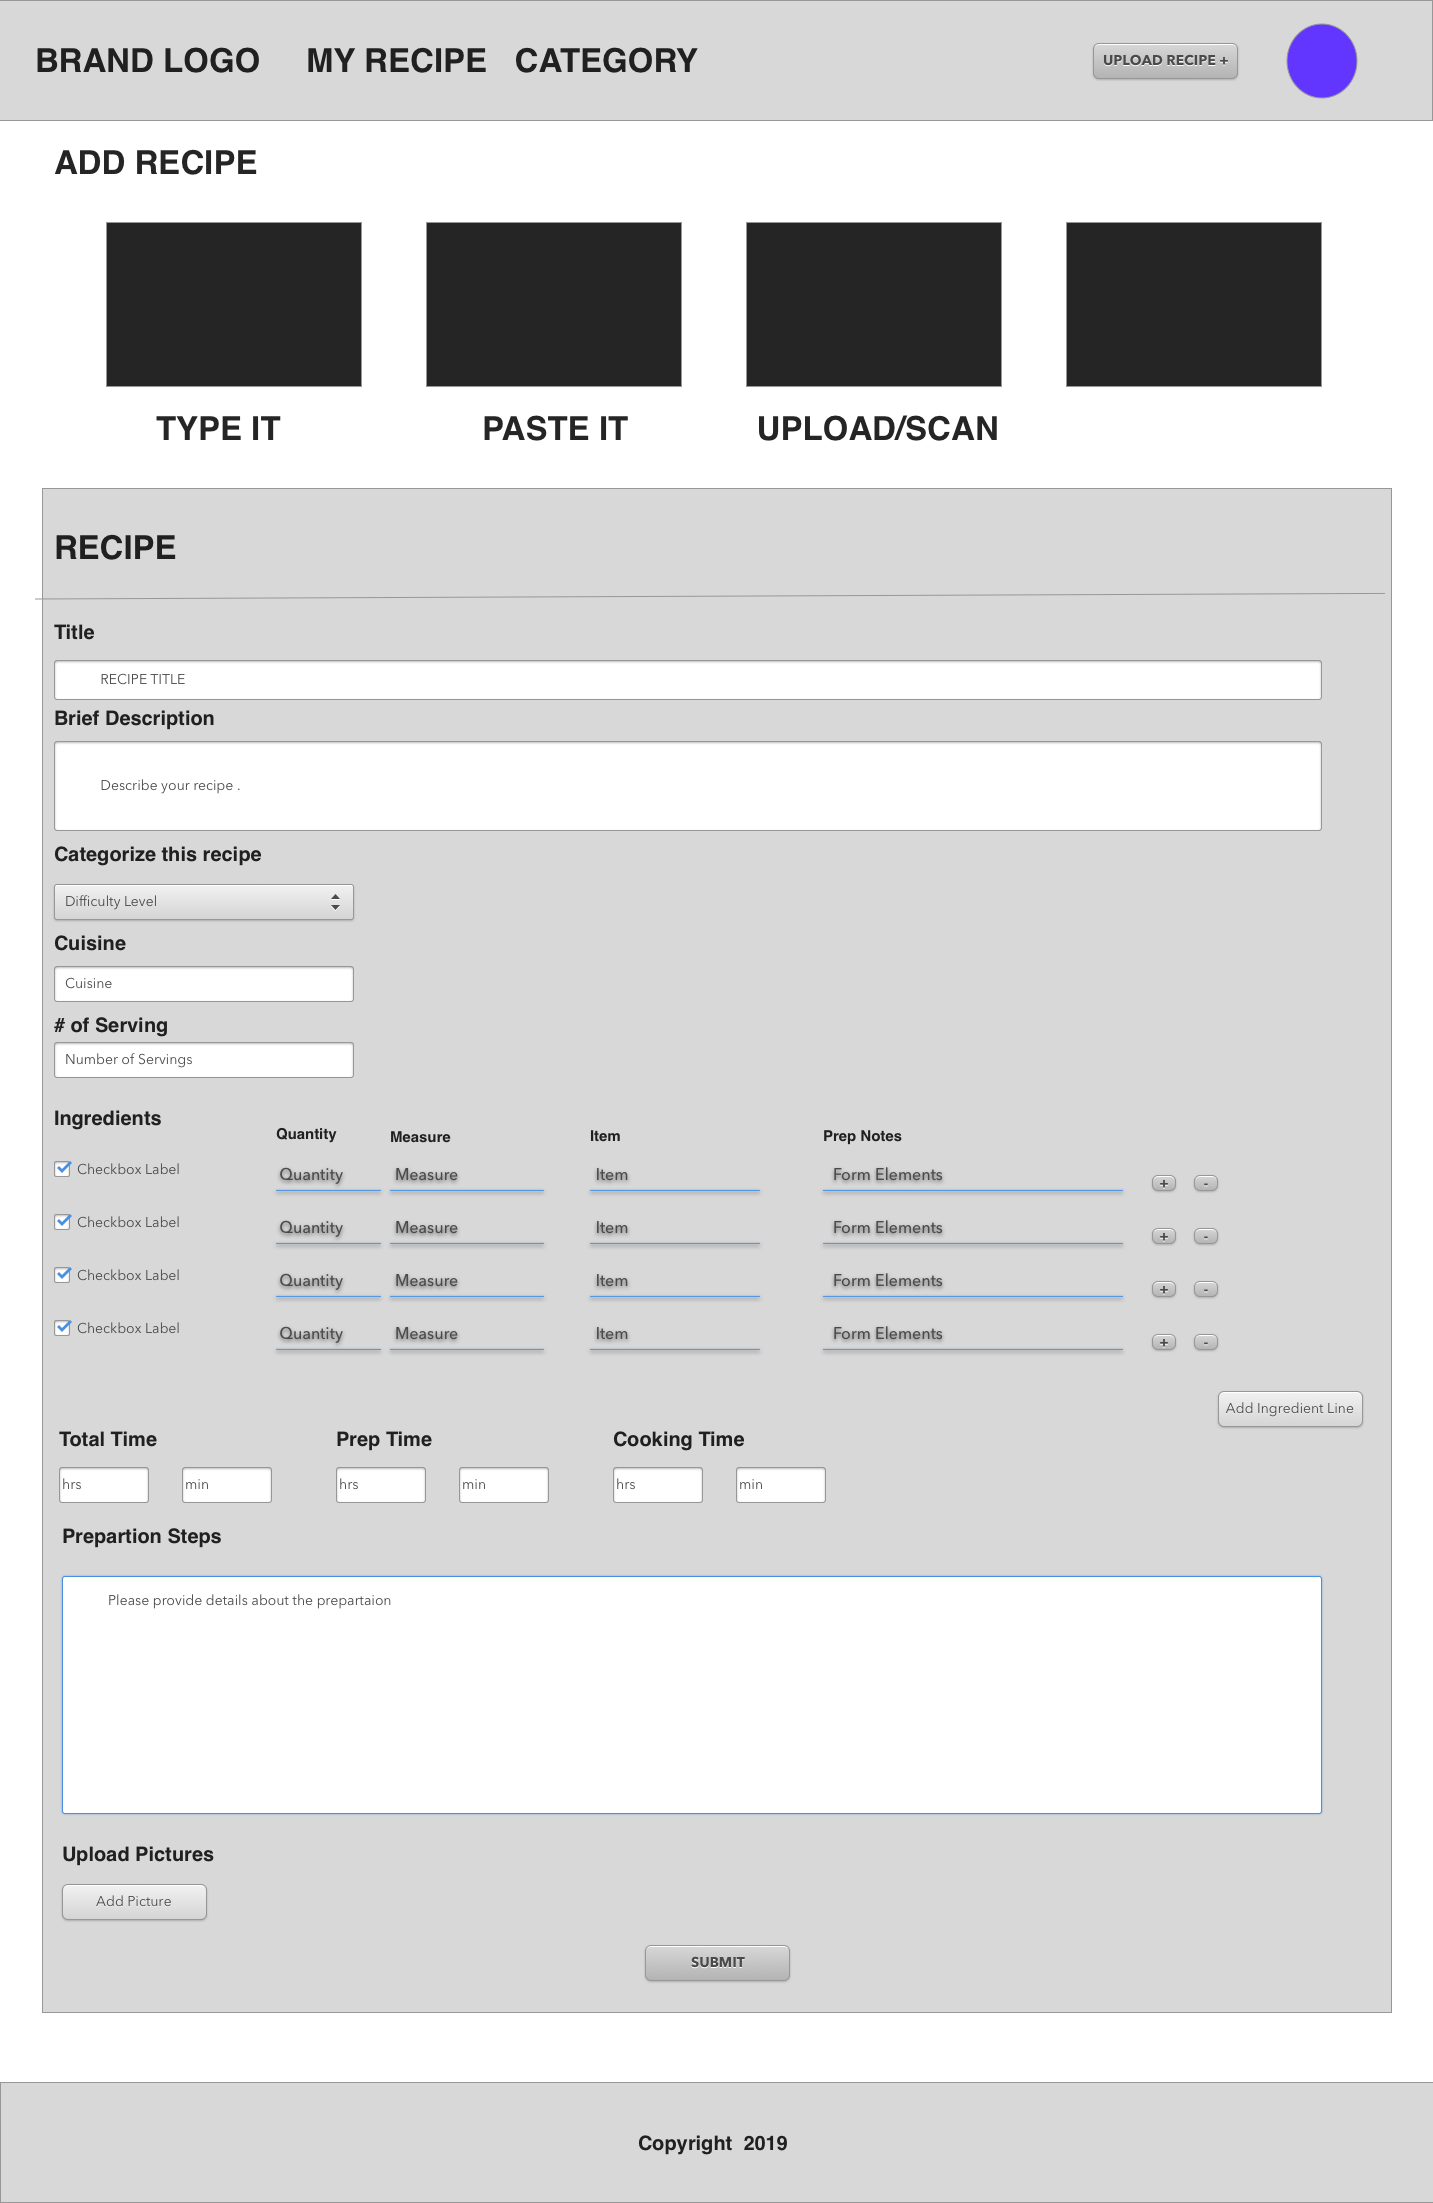 BRAND LOGO MY RECIPE CATEGORY UPLOAD RECIPE +
ADD RECIPE
TYPE IT PASTE IT UPLOAD/SCAN
RECIPE
Title
RECIPE TITLE
Brief Description
Describe your recipe .
Categorize this recipe
Difficulty Level
Cuisine
Cuisine
# of Serving
Number of Servings
Ingredients Quantity Measure Item Prep Notes
Checkbox Label Quantity Measure Item Form Elements + -
Checkbox Label Quantity Measure Item Form Elements + -
Checkbox Label Quantity Measure Item Form Elements + -
Checkbox Label Quantity Measure Item Form Elements + -
Add Ingredient Line
Total Time Prep Time Cooking Time
hrs min hrs min hrs min
Prepartion Steps
Please provide details about the prepartaion
Upload Pictures
Add Picture
SUBMIT
Copyright 2019